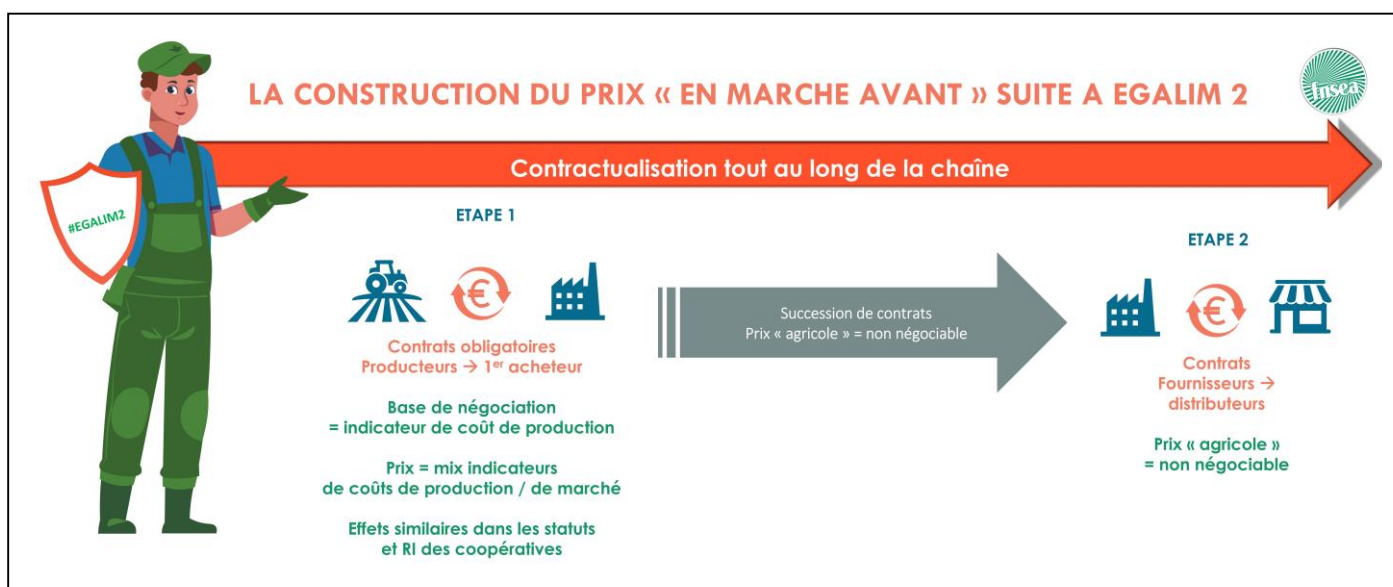 LA CONSTRUCTION DU PRIX « EN MARCHE AVANT » SUITE A EGALIM 2
fnsea
Contractualisation tout au long de la chaîne
#EGALIM2
ETAPE 1
Contrats obligatoires
Producteurs → 1er acheteur
Base de négociation
= indicateur de coût de production
Prix = mix indicateurs
de coûts de production / de marché
Effets similaires dans les statuts
et RI des coopératives
Succession de contrats
Prix « agricole » = non négociable
ETAPE 2
Contrats
Fournisseurs →
distributeurs
Prix « agricole »
= non négociable